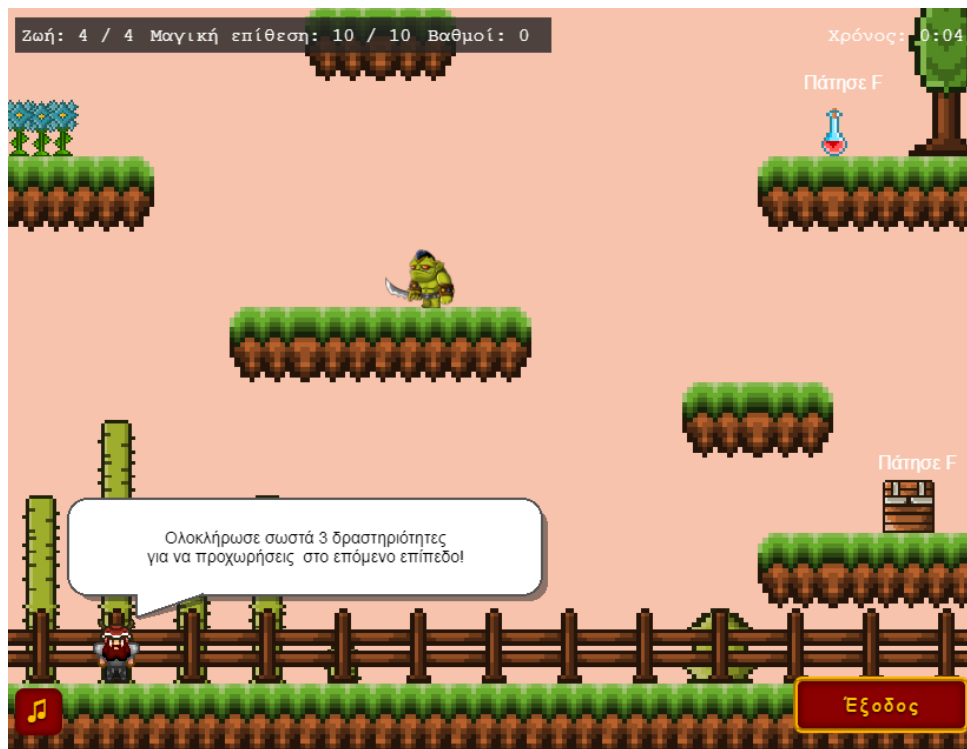 Ζωή: 4 / 4 Μαγική επίθεση: 10 / 10 Βαθμοί: 0
Χρόνος: 0:04
Πάτησε F
Πάτησε F
Ολοκλήρωσε σωστά 3 δραστηριότητες
για να προχωρήσεις στο επόμενο επίπεδο!
Έξοδος